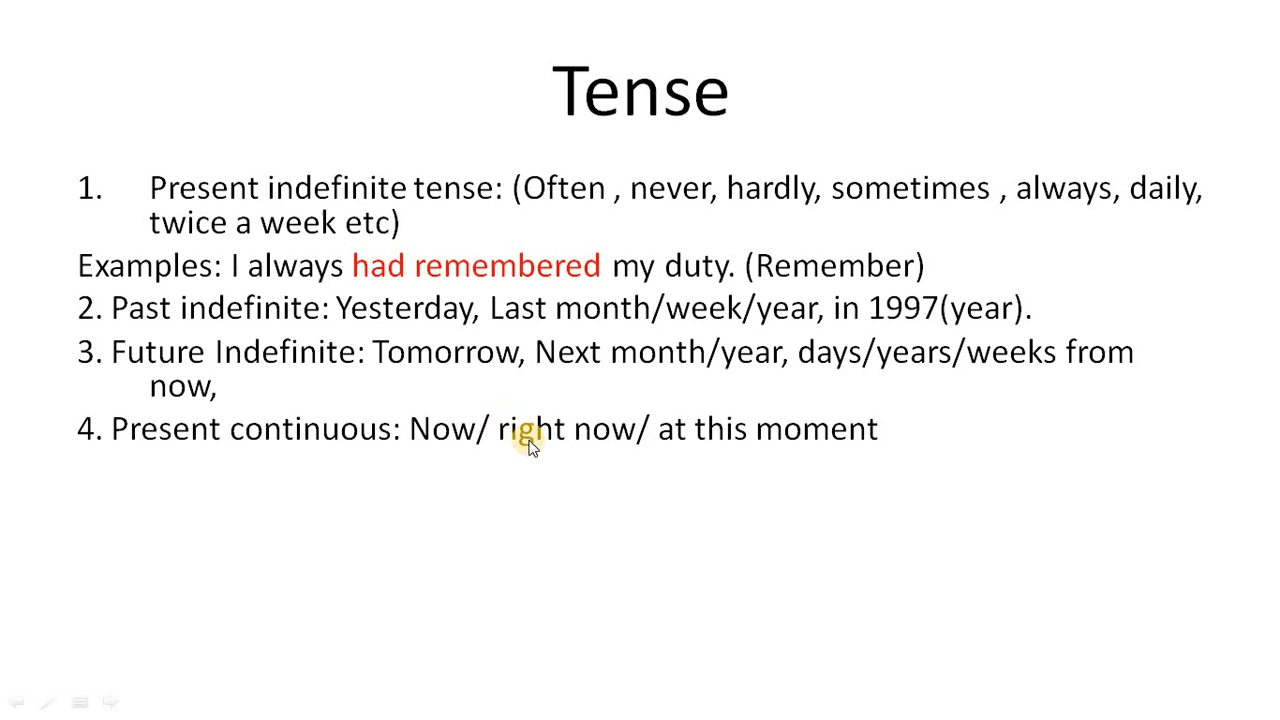 Tense
1. Present indefinite tense: (Often , never, hardly, sometimes , always, daily,
twice a week etc)
Examples: I always had remembered my duty. (Remember)
2. Past indefinite: Yesterday, Last month/week/year, in 1997(year).
3. Future Indefinite: Tomorrow, Next month/year, days/years/weeks from
now,
4. Present continuous: Now/ right now/ at this moment